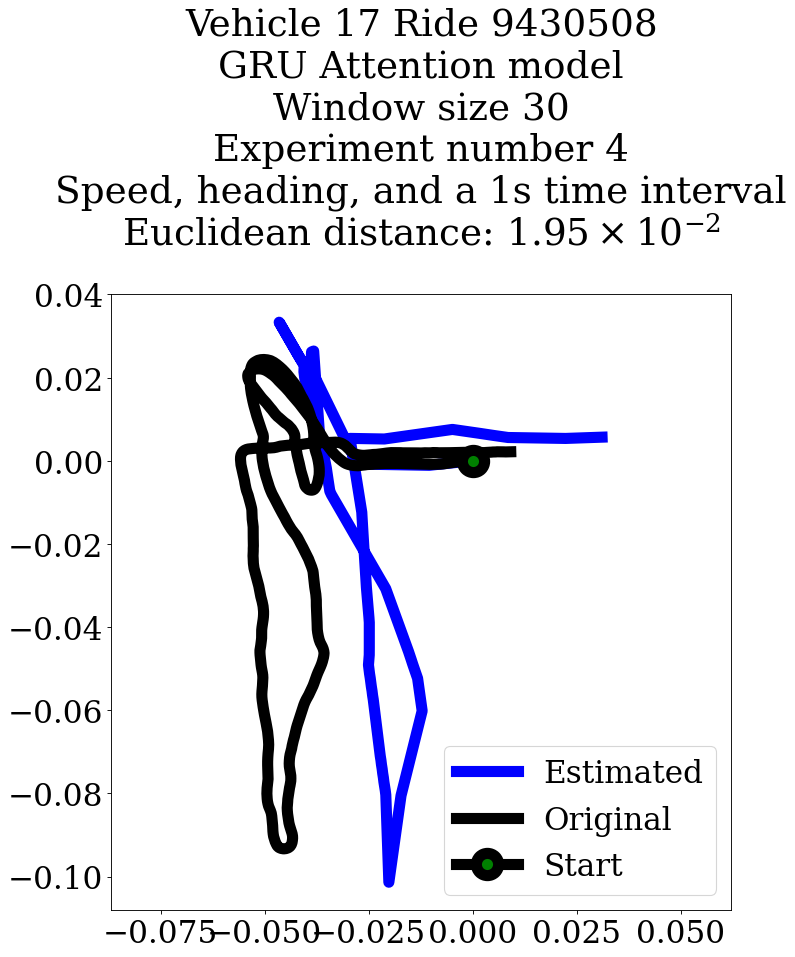 Vehicle 17 Ride 9430508
GRU Attention model
Window size 30
Experiment number 4
Speed, heading, and a 1s time interval
Euclidean distance: 1.95 × 10⁻²
0.04
0.02
0.00
−0.02
−0.04
−0.06
−0.08
−0.10
Estimated
Original
Start
−0.075 −0.050 −0.025 0.000 0.025 0.050